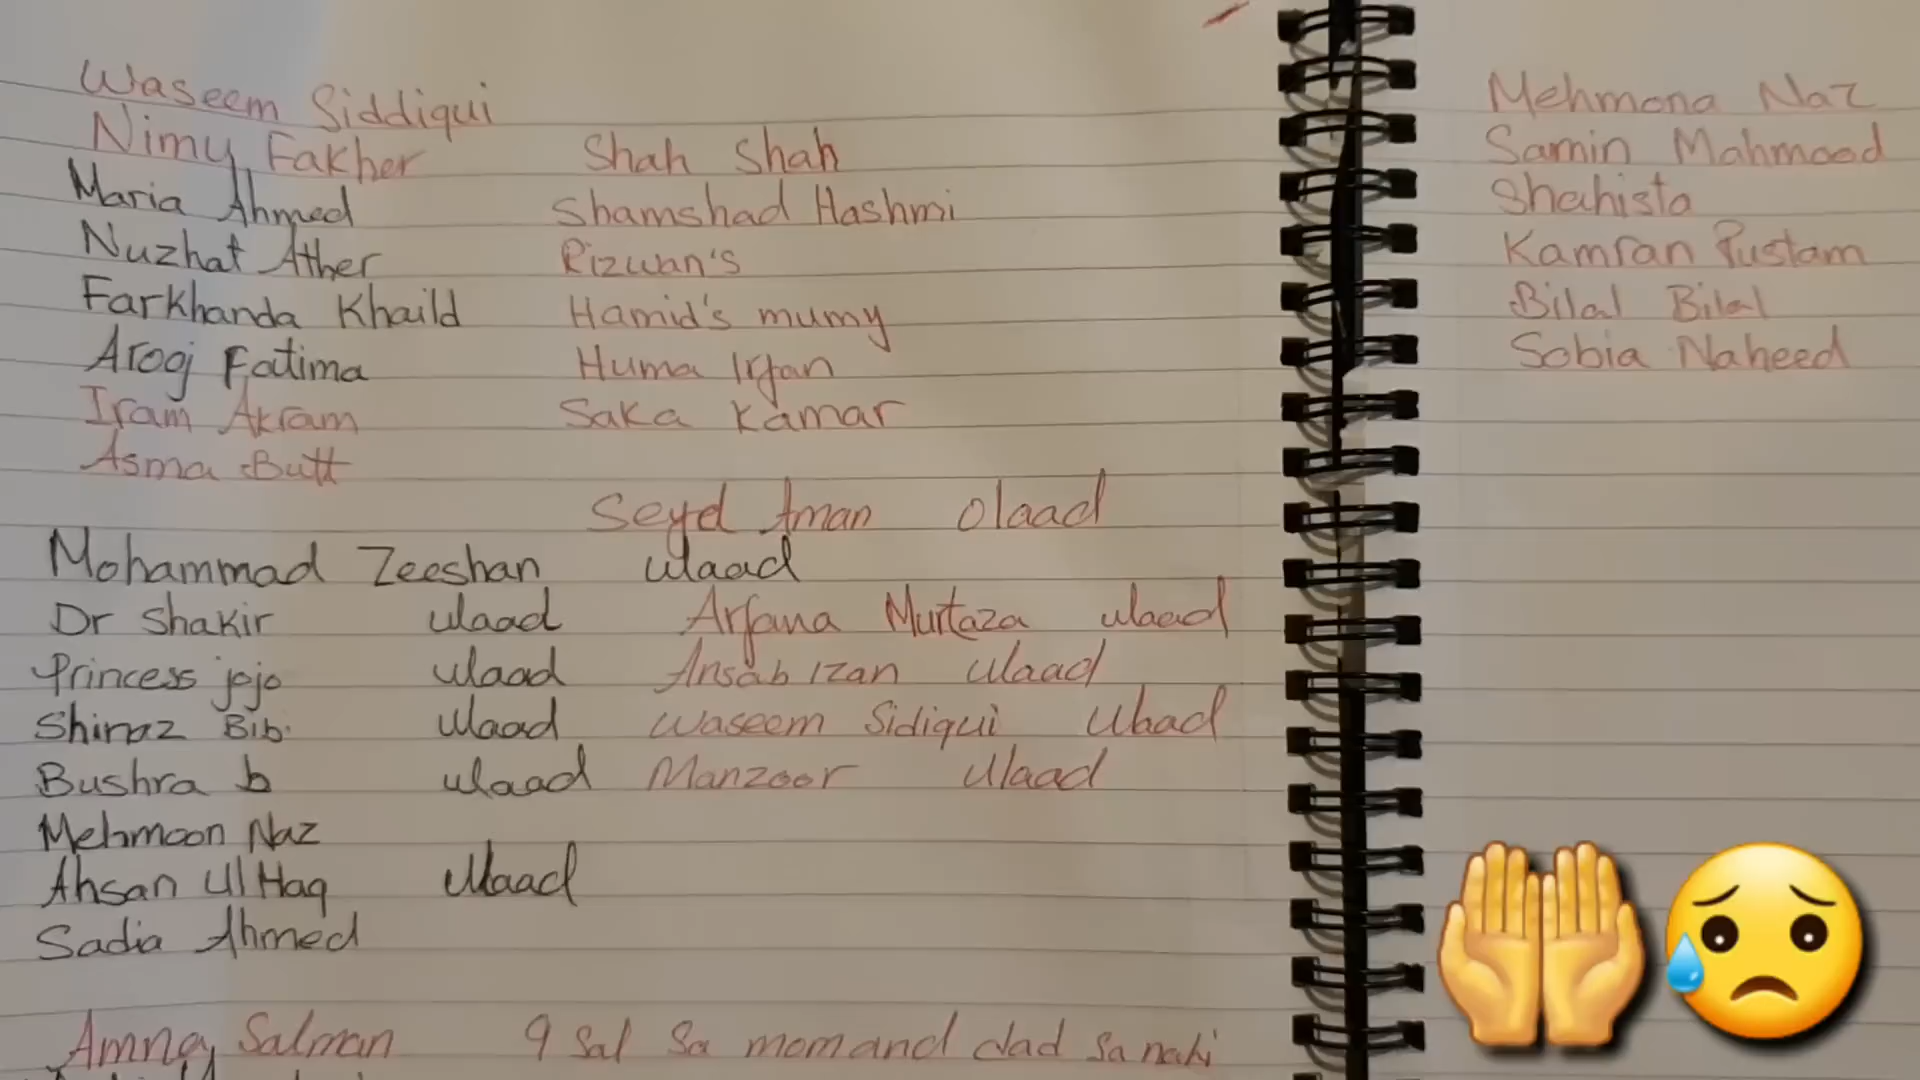 Waseem Siddiqui
Nimy Fakher
Maria Ahmed
Nuzhat Ather
Farkhanda Khaild
Arooj Fatima
Iram Akram
Asma Butt
Shah Shah
Shamshad Hashmi
Rizwan's
Hamid's mumy
Huma Irfan
Saka Kamar
Seyd Aman olaad
Mohammad Zeeshan ulaad
Dr Shakir ulaad Arfana Murtaza ulaad
Princess jojo ulaad Ansab Izan ulaad
Shiraz Bibi ulaad Waseem Sidiqui Ulaad
Bushra b ulaad Manzoor Ulaad
Mehmoon Naz
Ahsan Ul Haq Ulaad
Sadia Ahmed
Amna Salman 9 Sal Sa mom and dad sa nahi
Mehmona Naz
Samin Mahmood
Shahista
Kamran Rustam
Bilal Bilal
Sobia Naheed